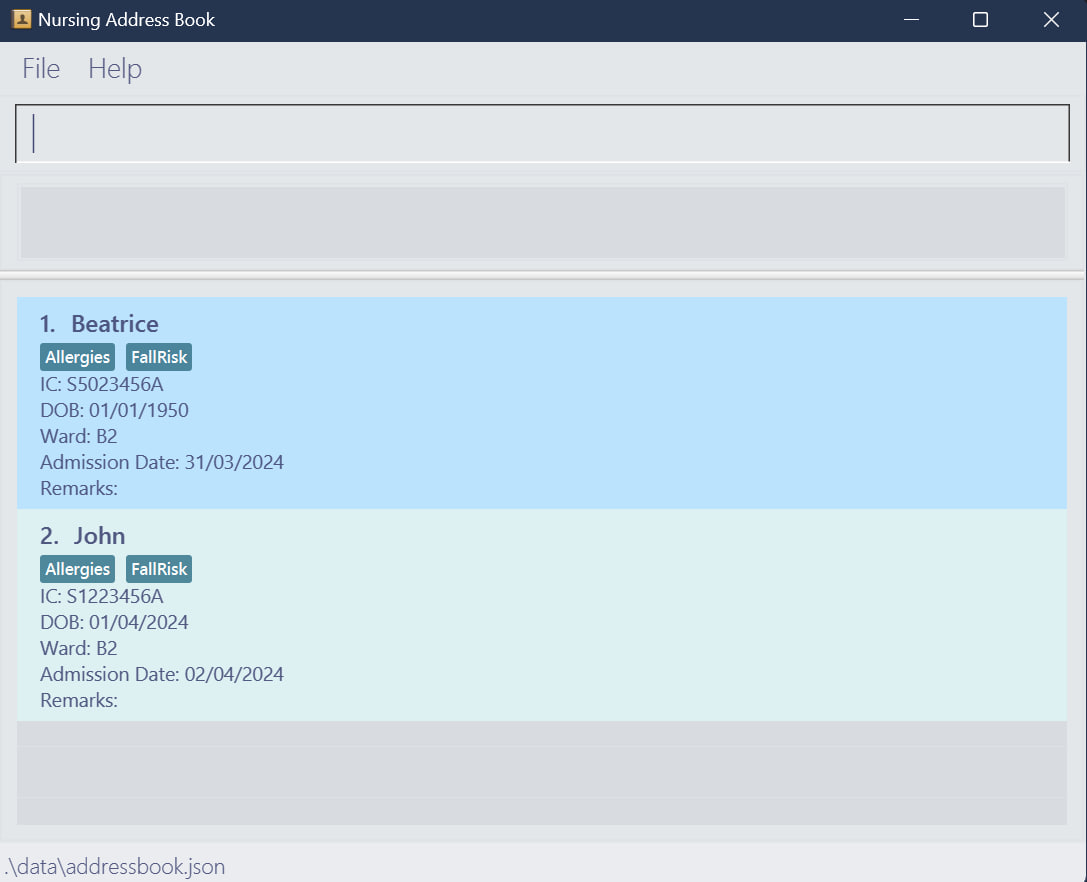 Nursing Address Book
File Help
1. Beatrice
Allergies FallRisk
IC: S5023456A
DOB: 01/01/1950
Ward: B2
Admission Date: 31/03/2024
Remarks:
2. John
Allergies FallRisk
IC: S1223456A
DOB: 01/04/2024
Ward: B2
Admission Date: 02/04/2024
Remarks:
.\data\addressbook.json